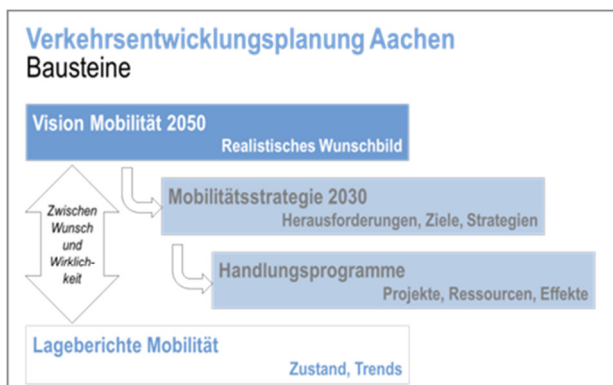 Verkehrsentwicklungsplanung Aachen
Bausteine
Vision Mobilität 2050
Realistisches Wunschbild
Zwischen
Wunsch
und
Wirklich-
keit
Mobilitätsstrategie 2030
Herausforderungen, Ziele, Strategien
Handlungsprogramme
Projekte, Ressourcen, Effekte
Lageberichte Mobilität
Zustand, Trends